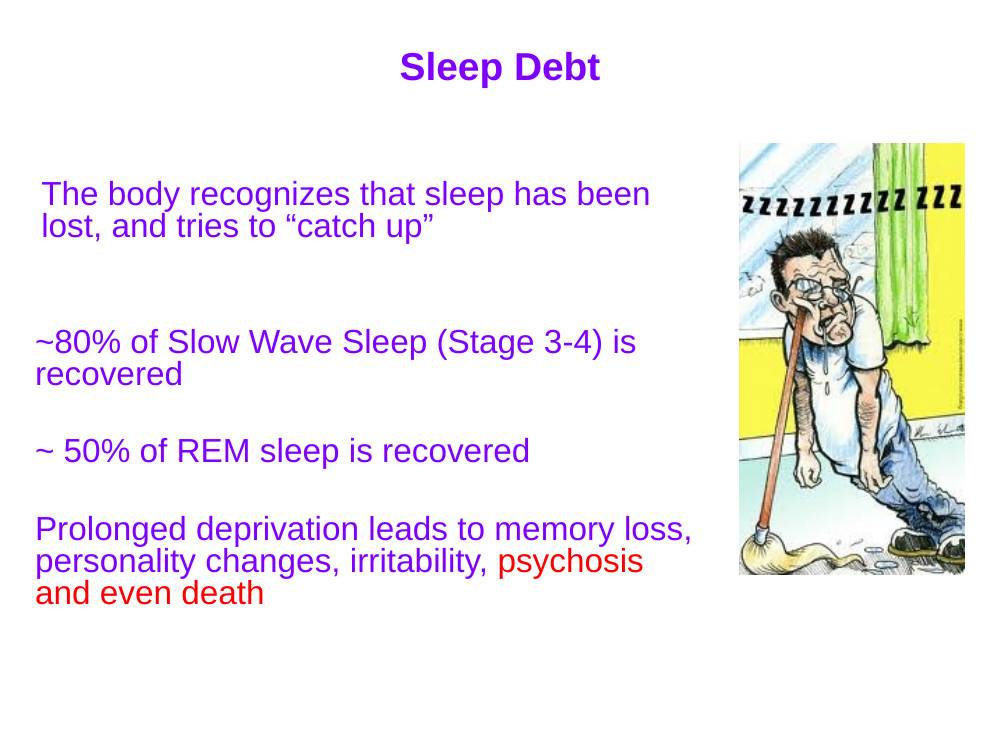 Sleep Debt
The body recognizes that sleep has been
lost, and tries to “catch up”
zzzzzzzzzz zzz
~80% of Slow Wave Sleep (Stage 3-4) is
recovered
~ 50% of REM sleep is recovered
Prolonged deprivation leads to memory loss,
personality changes, irritability, psychosis
and even death